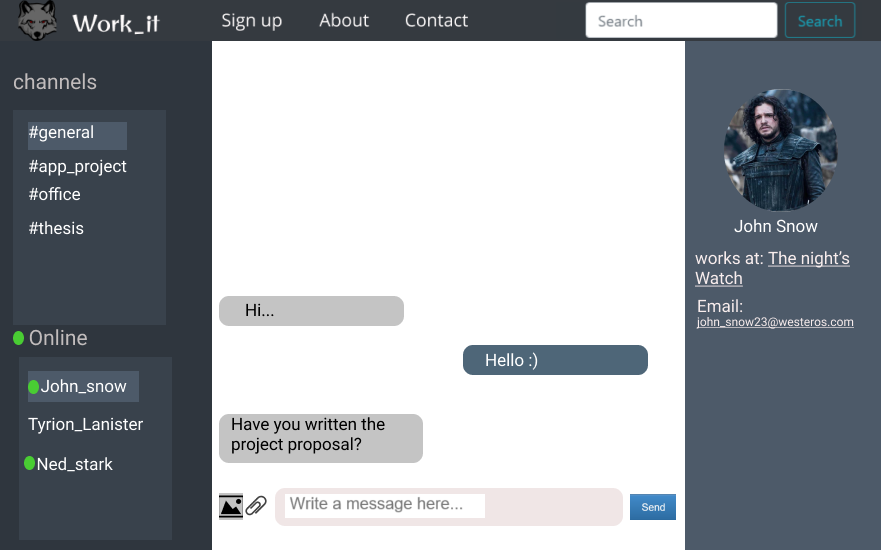 Work_it
Sign up
About
Contact
Search
Search
channels
#general
#app_project
#office
#thesis
Online
John_snow
Tyrion_Lanister
Ned_stark
Hi...
Hello :)
Have you written the
project proposal?
Write a message here...
Send
John Snow
works at: The night’s
Watch
Email:
john_snow23@westeros.com